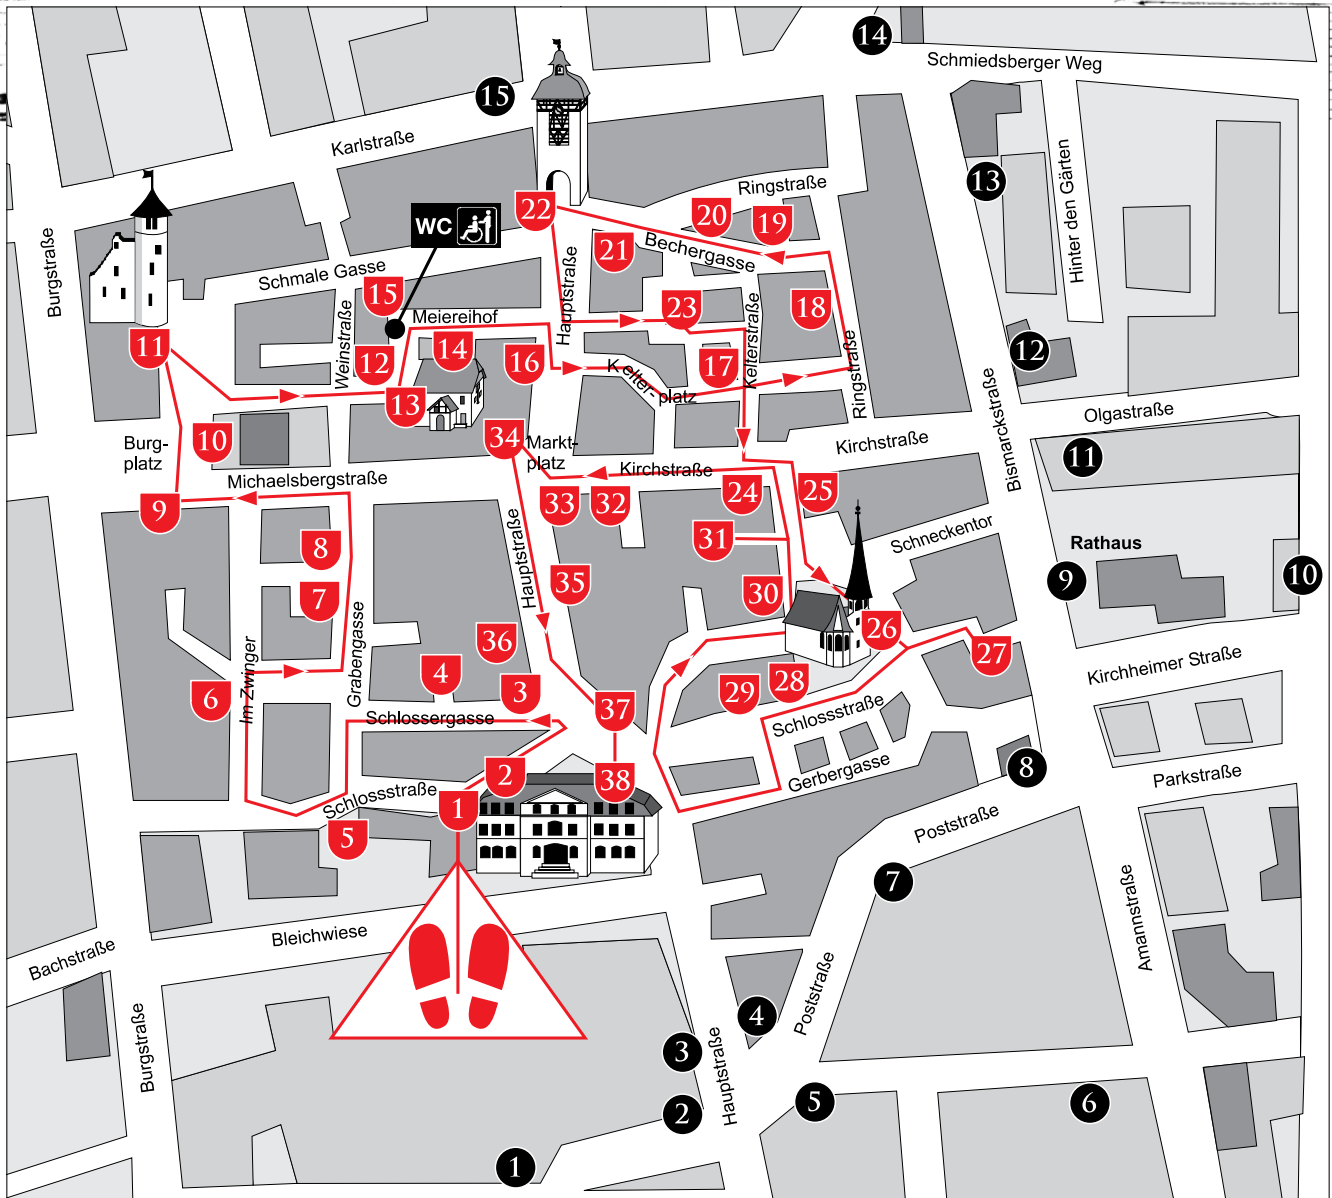 14
Schmiedsberger Weg
15
Karlstraße
Hinter den Gärten
13
Ringstraße
22
20
19
WC
21
Bechergasse
Burgstraße
Schmale Gasse
Hauptstraße
15
23
18
Meiereihof
Kelterstraße
Weinstraße
11
12
14
16
17
12
Kelter-
platz
Ringstraße
13
Bismarckstraße
Olgastraße
Burg-
platz
10
34
Markt-
platz
Kirchstraße
Kirchstraße
11
Michaelsbergstraße
9
33
32
24
25
Hauptstraße
Schneckentor
8
31
Rathaus
7
35
30
9
10
Grabengasse
36
26
27
Im Zwinger
6
4
3
29
28
Kirchheimer Straße
Schlossergasse
37
Schlossstraße
2
38
Gerbergasse
8
Parkstraße
Schlossstraße
1
5
Poststraße
7
Amannstraße
Bleichwiese
Bachstraße
Poststraße
4
Burgstraße
3
Hauptstraße
2
5
6
1